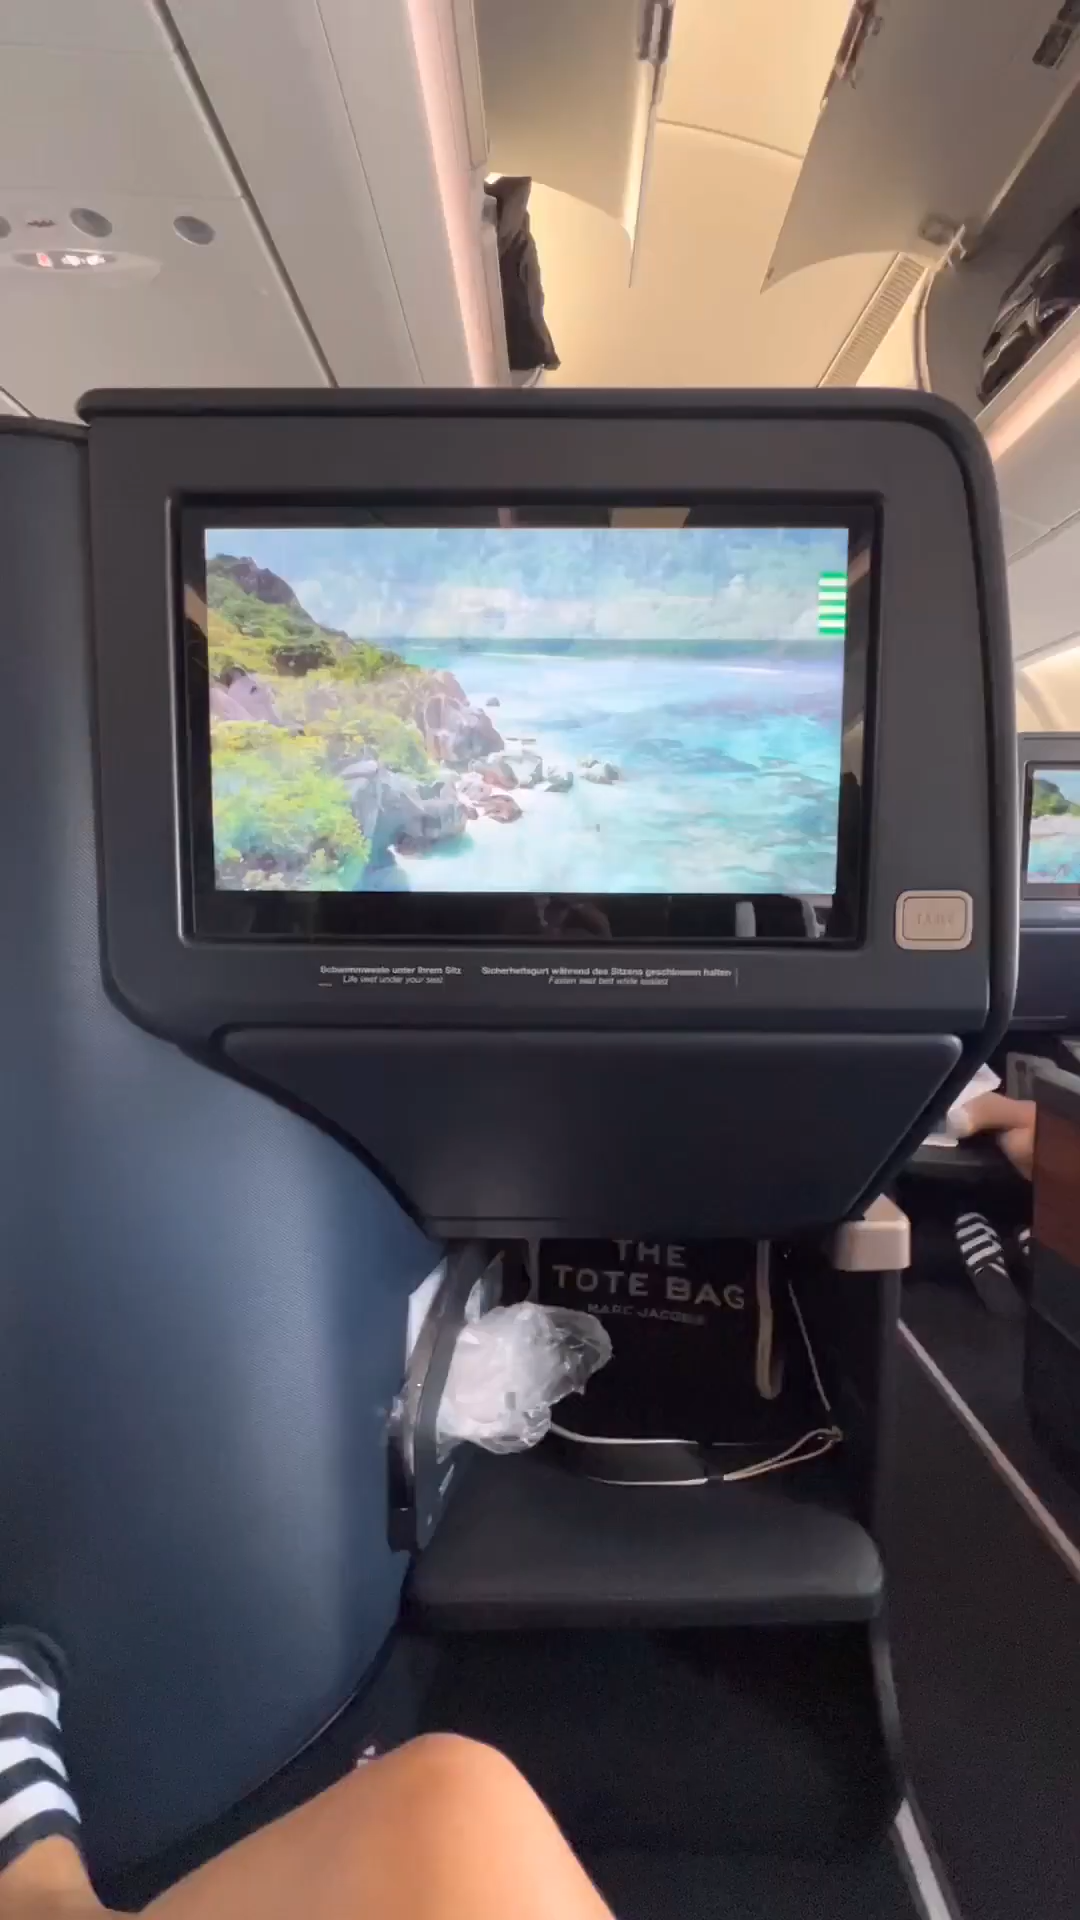 Schwimmweste unter Ihrem Sitz
Life vest under your seat
Sicherheitsgurt während des Sitzens geschlossen halten
Fasten seat belt while seated
THE
TOTE BAG
MARC JACOBS